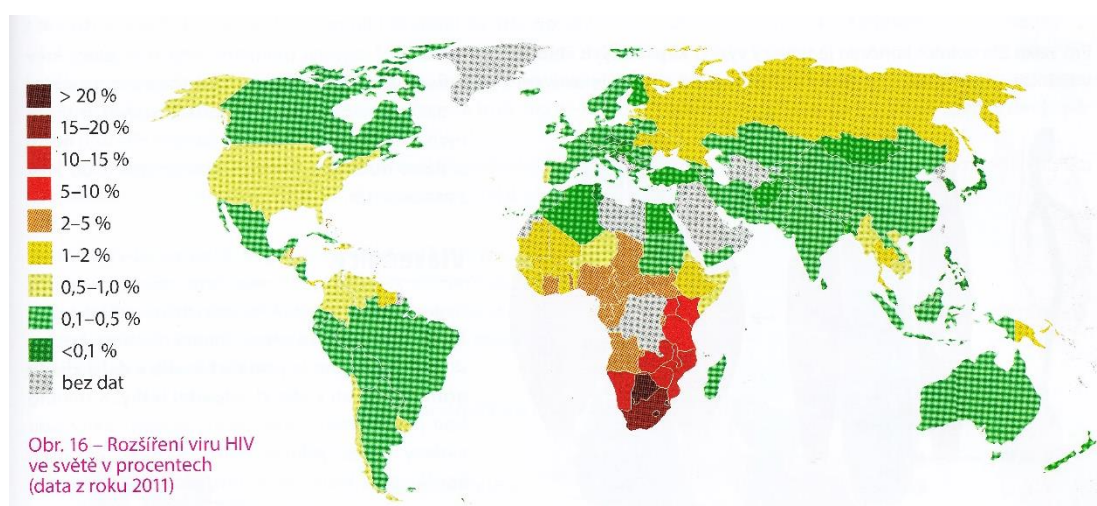 > 20 %
15–20 %
10–15 %
5–10 %
2–5 %
1–2 %
0,5–1,0 %
0,1–0,5 %
<0,1 %
bez dat
Obr. 16 – Rozšíření viru HIV
ve světě v procentech
(data z roku 2011)